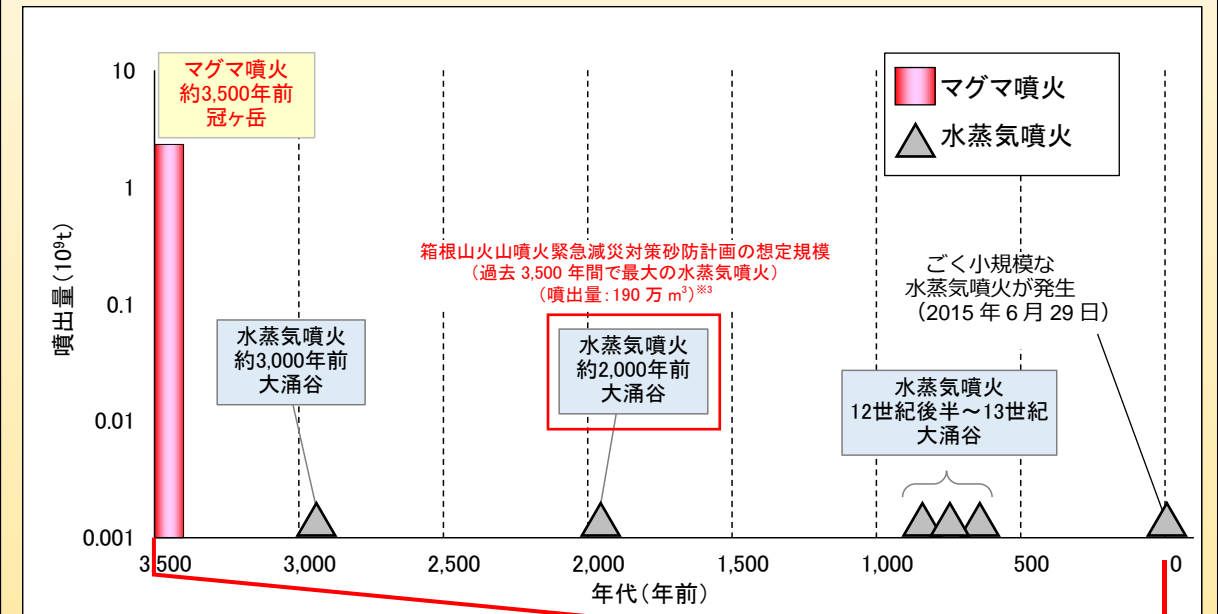 マグマ噴火
約3,500年前
冠ヶ岳
マグマ噴火
水蒸気噴火
箱根山火山噴火緊急減災対策砂防計画の想定規模
（過去 3,500 年間で最大の水蒸気噴火）
（噴出量：190 万 m³）※3
ごく小規模な
水蒸気噴火が発生
（2015 年 6 月 29 日）
水蒸気噴火
約3,000年前
大涌谷
水蒸気噴火
約2,000年前
大涌谷
水蒸気噴火
12世紀後半～13世紀
大涌谷
噴出量（10⁹t）
10
1
0.1
0.01
0.001
3,500
3,000
2,500
2,000
1,500
1,000
500
0
年代（年前）